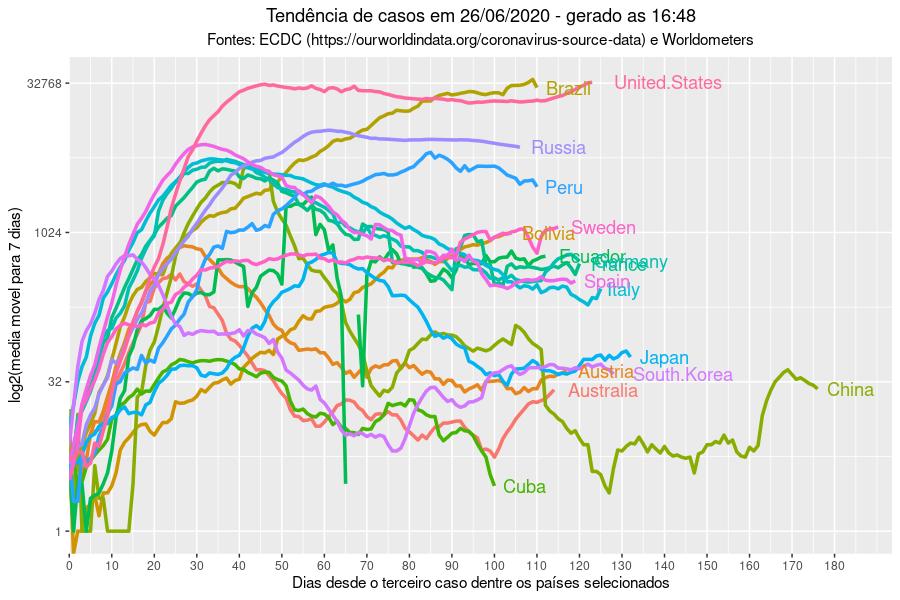 Tendência de casos em 26/06/2020 - gerado as 16:48
Fontes: ECDC (https://ourworldindata.org/coronavirus-source-data) e Worldometers
log2(media movel para 7 dias)
32768
1024
32
1
Brazil
United.States
Russia
Peru
Bolivia
Sweden
Ecuador
France
Germany
Spain
Italy
Japan
Austria
South.Korea
Australia
China
Cuba
0 10 20 30 40 50 60 70 80 90 100 110 120 130 140 150 160 170 180
Dias desde o terceiro caso dentre os países selecionados